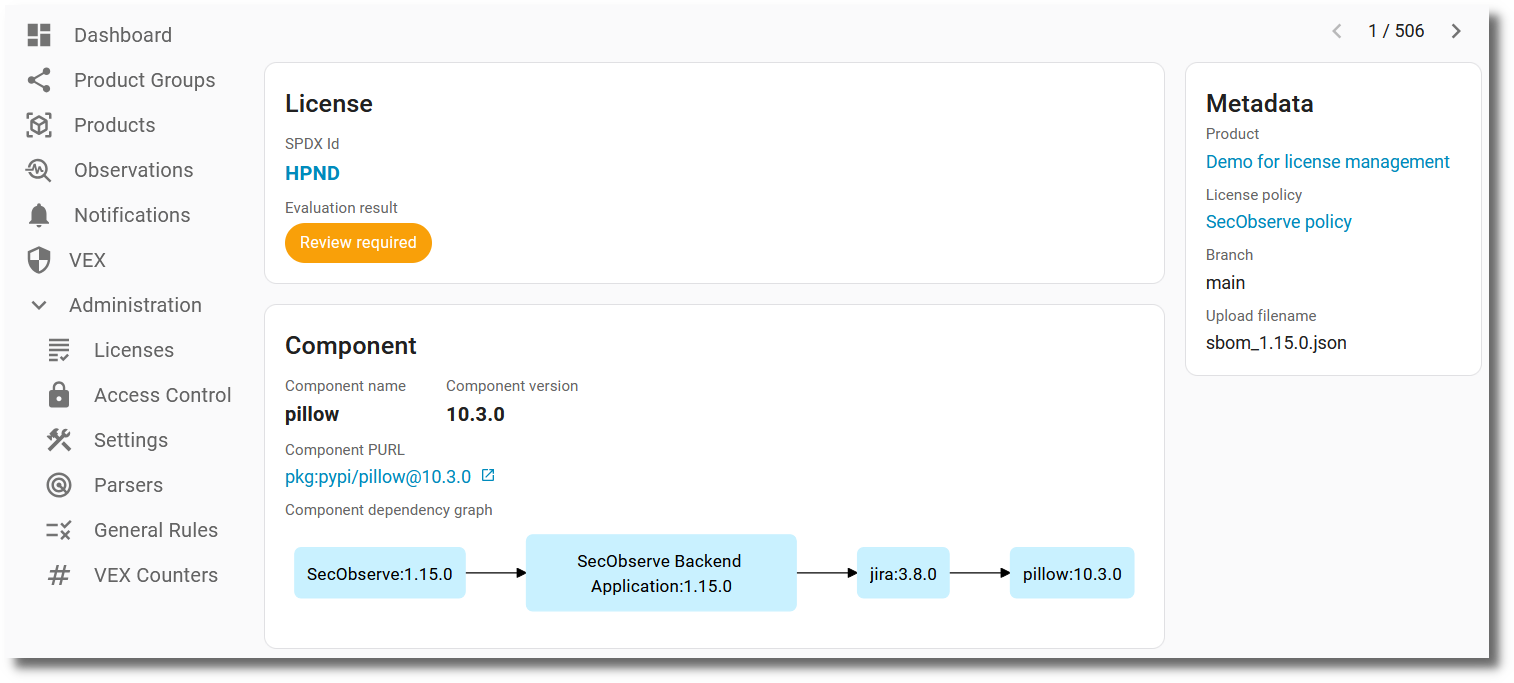 Dashboard
Product Groups
Products
Observations
Notifications
VEX
Administration
Licenses
Access Control
Settings
Parsers
General Rules
VEX Counters
1 / 506
License
SPDX Id
HPND
Evaluation result
Review required
Component
Component name Component version
pillow 10.3.0
Component PURL
pkg:pypi/pillow@10.3.0
Component dependency graph
SecObserve:1.15.0
SecObserve Backend
Application:1.15.0
jira:3.8.0
pillow:10.3.0
Metadata
Product
Demo for license management
License policy
SecObserve policy
Branch
main
Upload filename
sbom_1.15.0.json